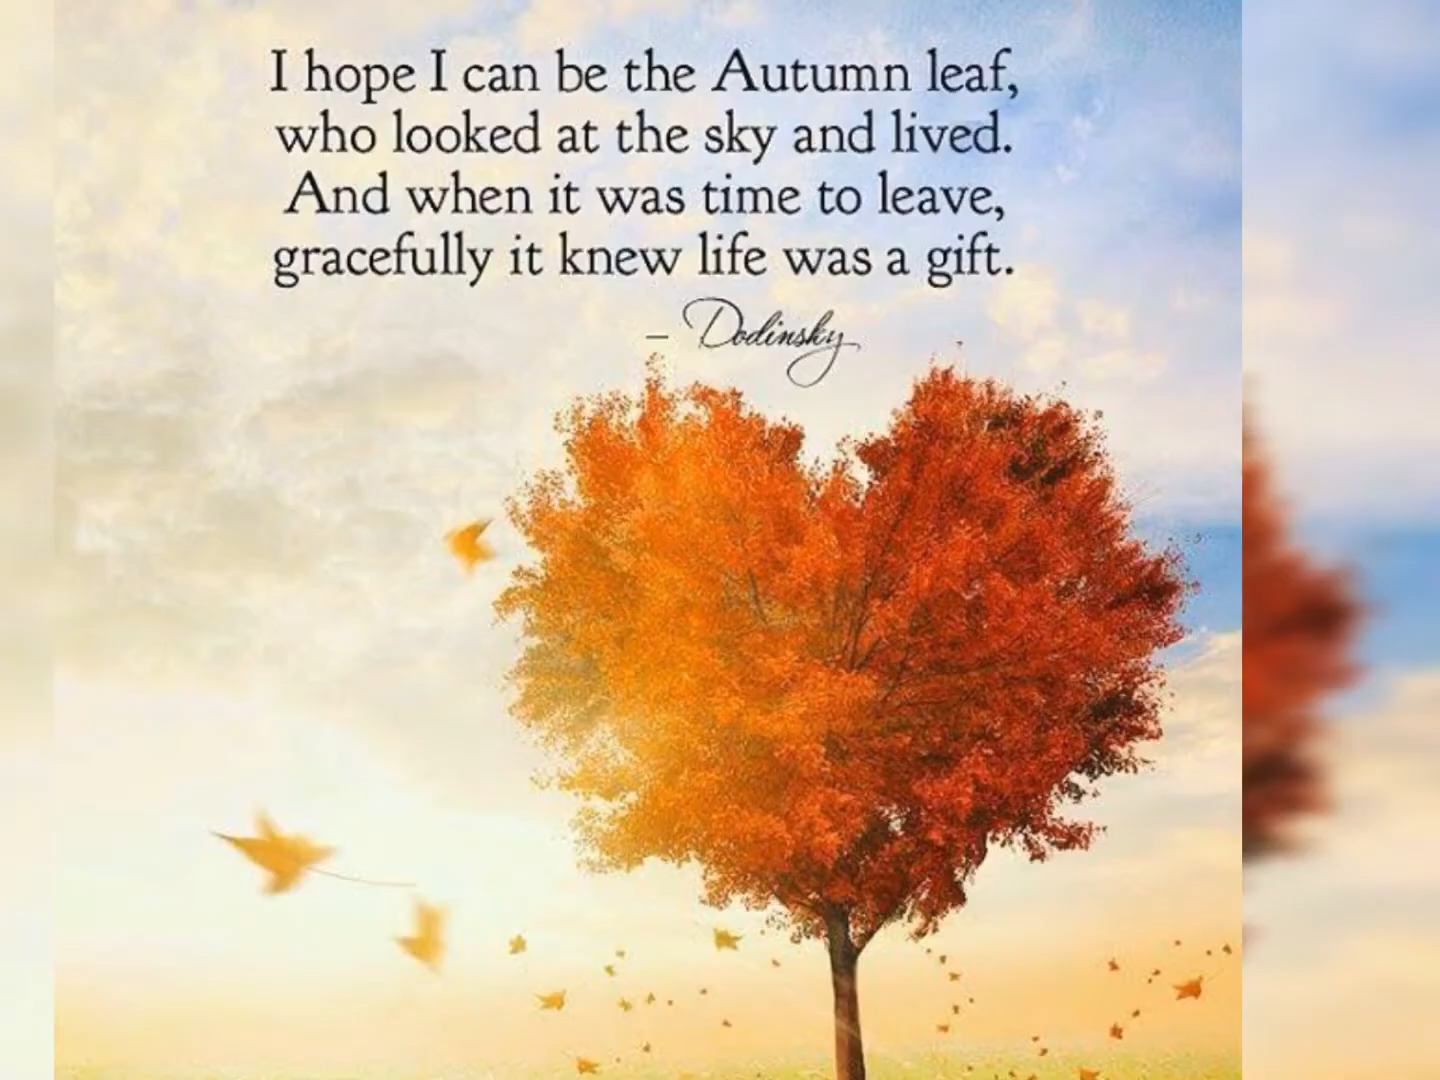 I hope I can be the Autumn leaf,
who looked at the sky and lived.
And when it was time to leave,
gracefully it knew life was a gift.
– Dodinsky